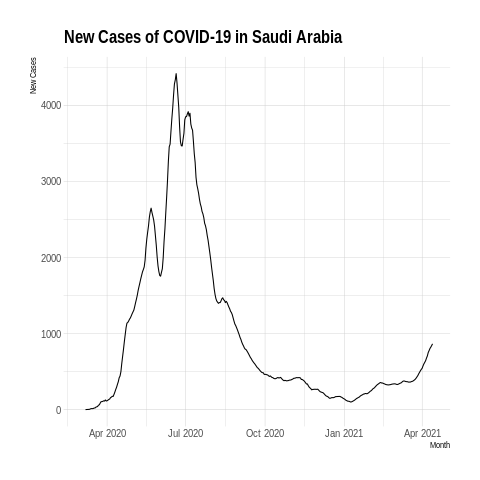 New Cases of COVID-19 in Saudi Arabia
New Cases
4000
3000
2000
1000
0
Apr 2020 Jul 2020 Oct 2020 Jan 2021 Apr 2021
Month